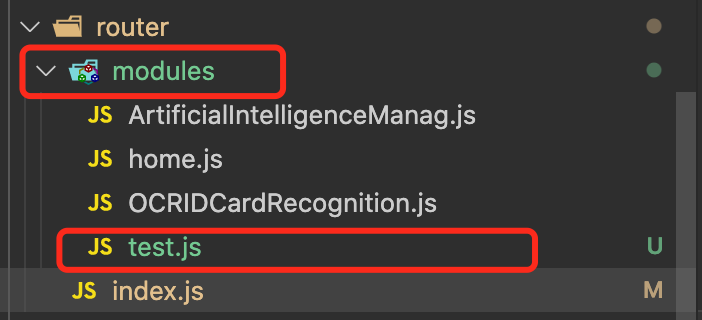 router
modules
JS ArtificialIntelligenceManag.js
JS home.js
JS OCRIDCardRecognition.js
JS test.js U
JS index.js M